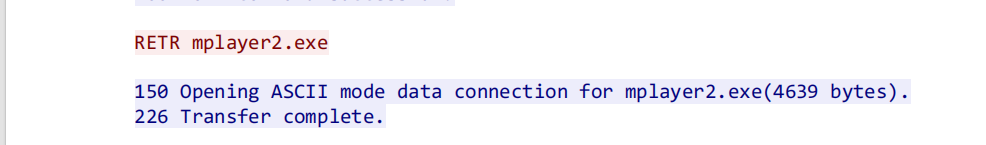 RETR mplayer2.exe
150 Opening ASCII mode data connection for mplayer2.exe(4639 bytes).
226 Transfer complete.